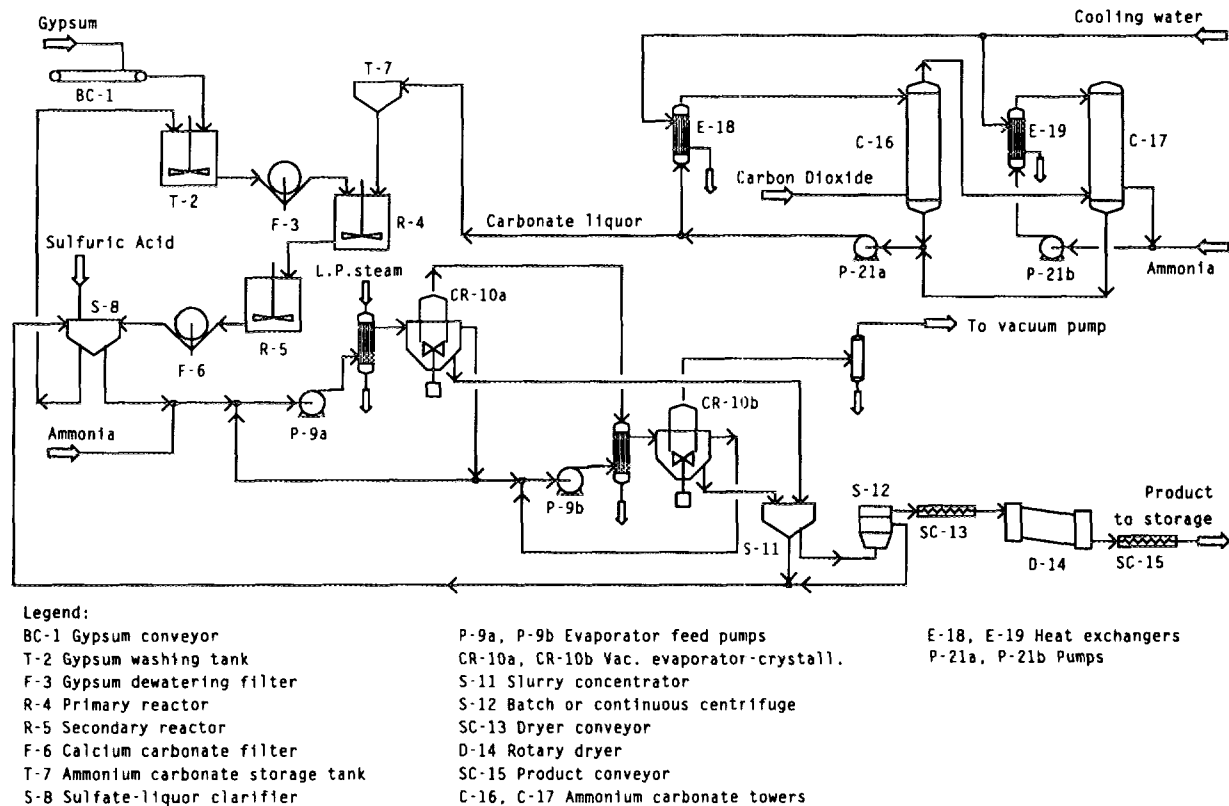 Gypsum
Cooling water
BC-1
T-7
E-18
C-16
E-19
C-17
T-2
F-3
R-4
Carbon Dioxide
Carbonate liquor
P-21a
P-21b
Ammonia
Sulfuric Acid
S-8
F-6
R-5
L.P.steam
CR-10a
To vacuum pump
P-9a
Ammonia
CR-10b
P-9b
S-11
S-12
SC-13
D-14
Product
to storage
SC-15
Legend:
BC-1 Gypsum conveyor
T-2 Gypsum washing tank
F-3 Gypsum dewatering filter
R-4 Primary reactor
R-5 Secondary reactor
F-6 Calcium carbonate filter
T-7 Ammonium carbonate storage tank
S-8 Sulfate-liquor clarifier
P-9a, P-9b Evaporator feed pumps
CR-10a, CR-10b Vac. evaporator-crystall.
S-11 Slurry concentrator
S-12 Batch or continuous centrifuge
SC-13 Dryer conveyor
D-14 Rotary dryer
SC-15 Product conveyor
C-16, C-17 Ammonium carbonate towers
E-18, E-19 Heat exchangers
P-21a, P-21b Pumps